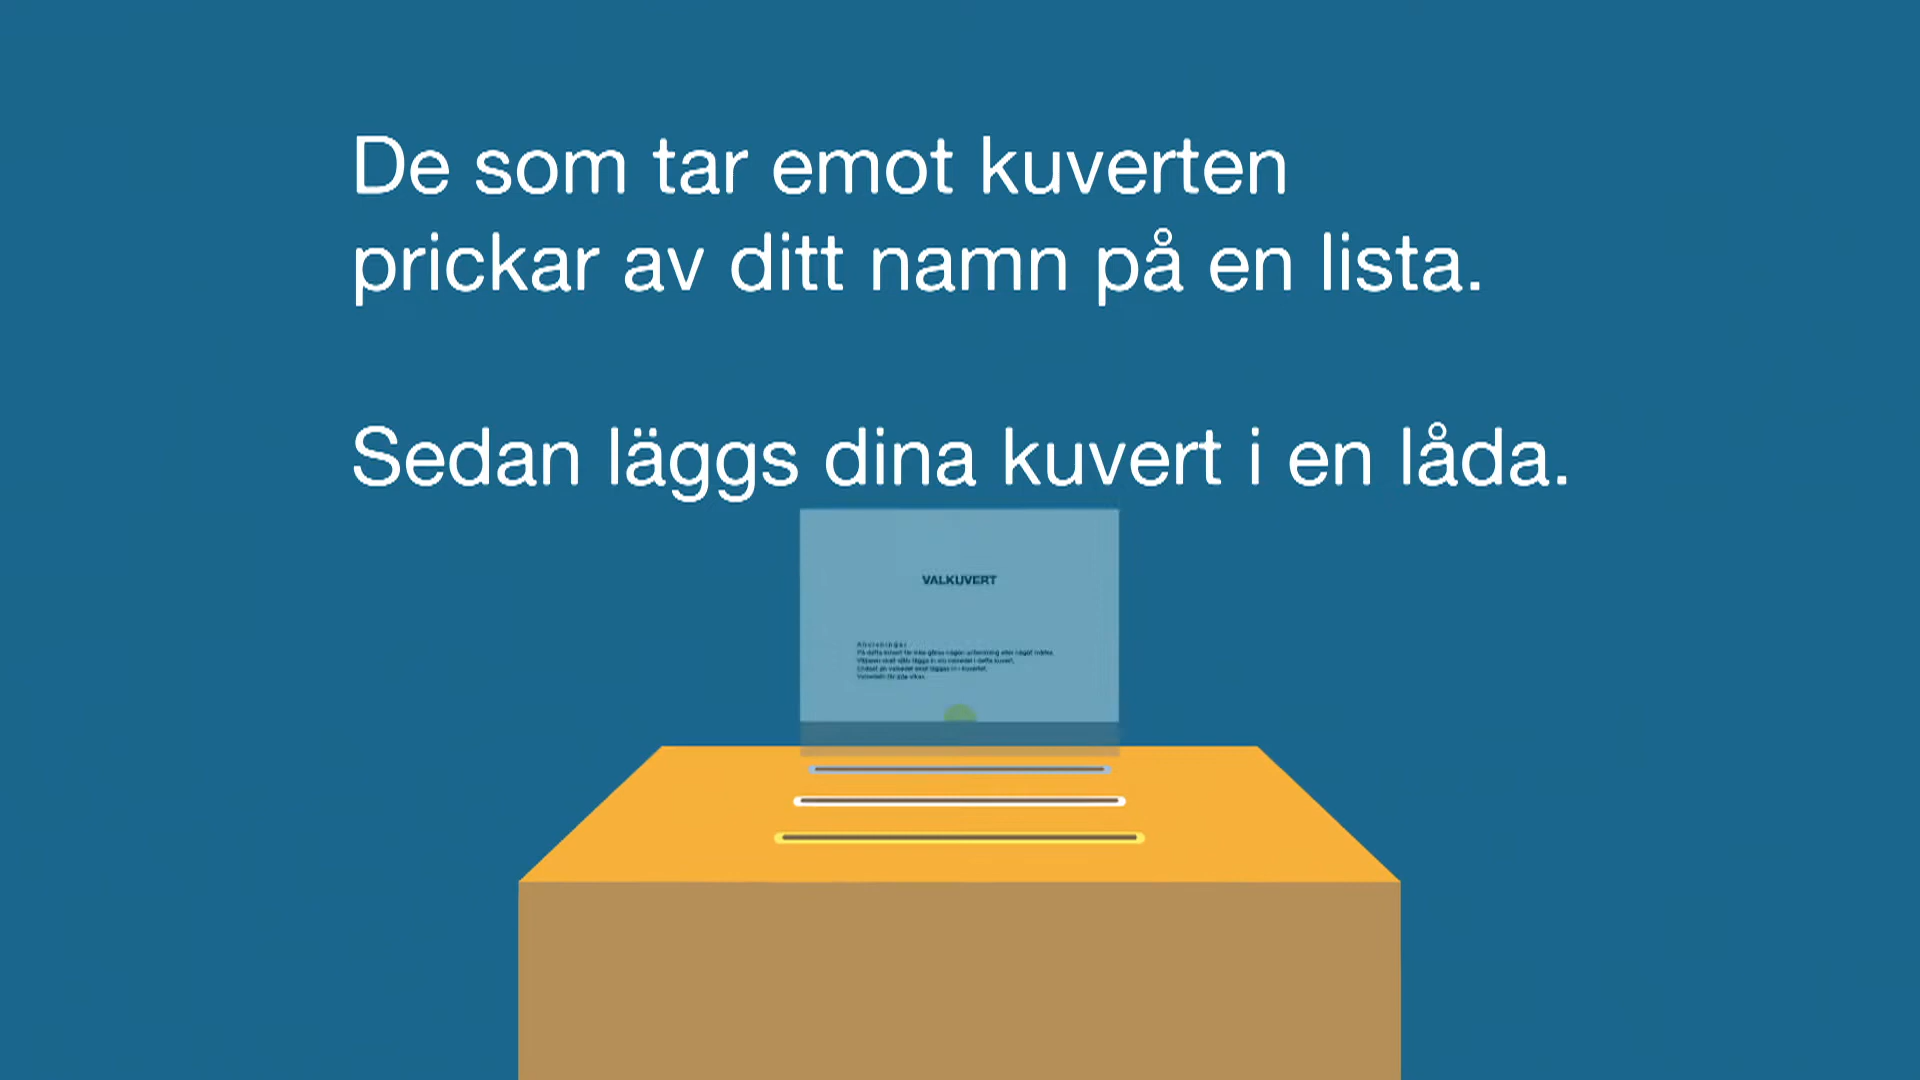 De som tar emot kuverten
prickar av ditt namn på en lista.
Sedan läggs dina kuvert i en låda.
VALKUVERT